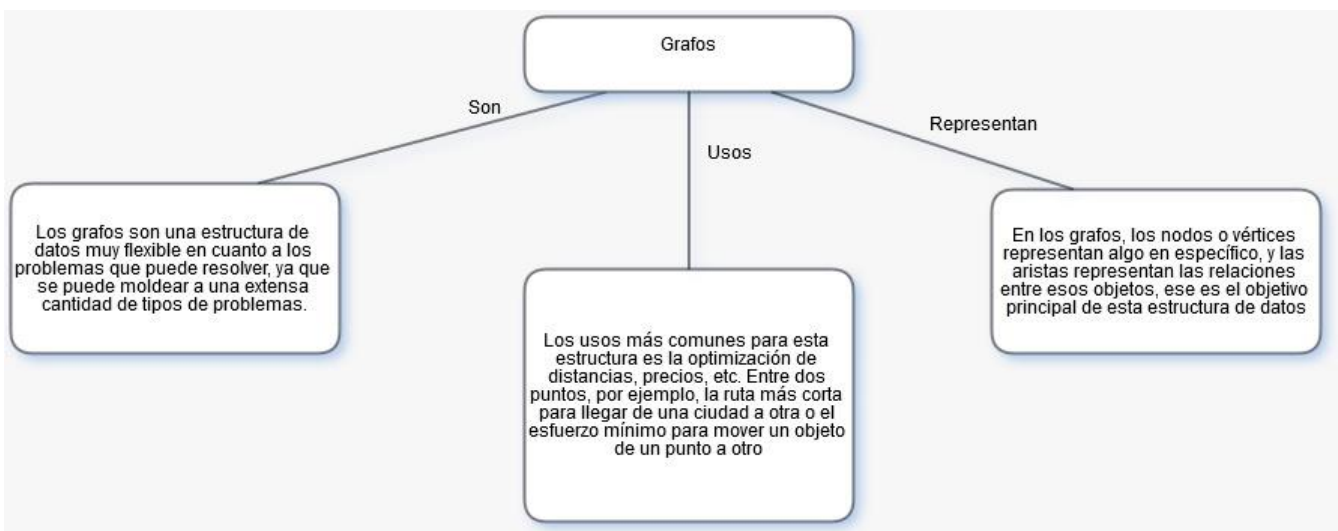 Grafos
Son
Usos
Representan
Los grafos son una estructura de
datos muy flexible en cuanto a los
problemas que puede resolver, ya que
se puede moldear a una extensa
cantidad de tipos de problemas.
Los usos más comunes para esta
estructura es la optimización de
distancias, precios, etc. Entre dos
puntos, por ejemplo, la ruta más corta
para llegar de una ciudad a otra o el
esfuerzo mínimo para mover un objeto
de un punto a otro
En los grafos, los nodos o vértices
representan algo en específico, y las
aristas representan las relaciones
entre esos objetos, ese es el objetivo
principal de esta estructura de datos